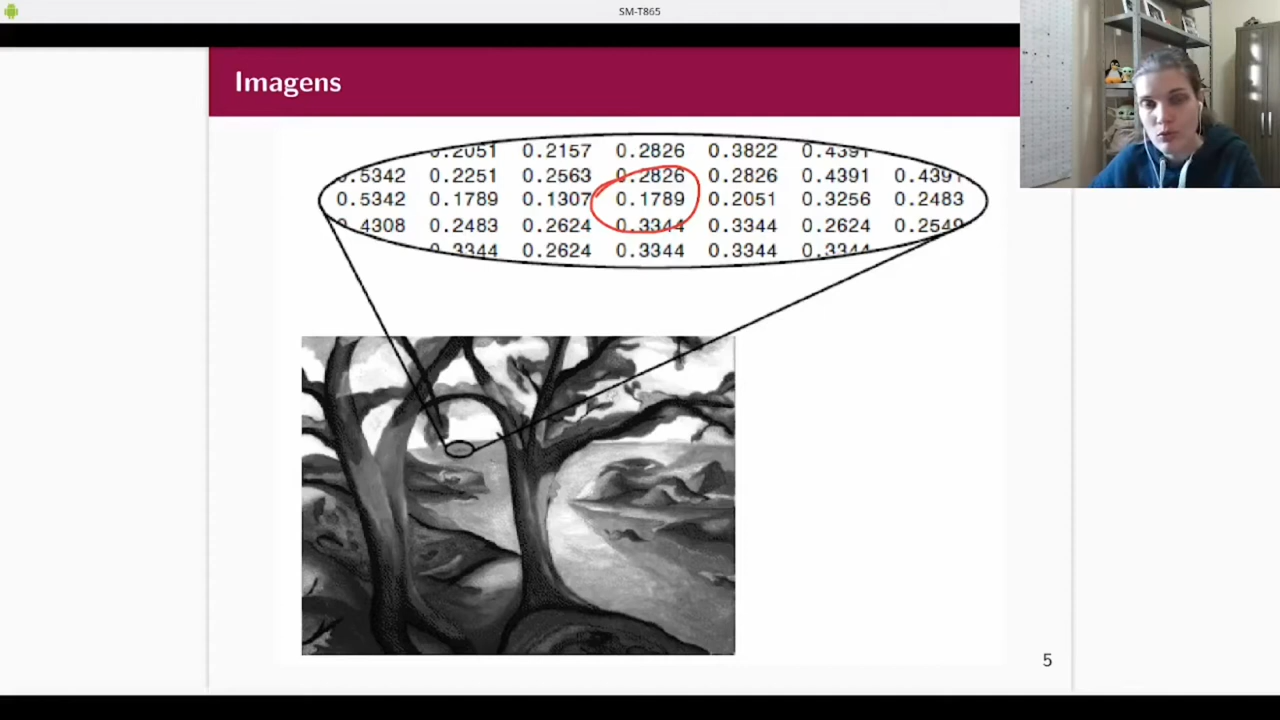 SM-T865
Imagens
0.2051 0.2157 0.2826 0.3822 0.4391
0.5342 0.2251 0.2563 0.2826 0.2826 0.4391 0.4391
0.5342 0.1789 0.1307 0.1789 0.2051 0.3256 0.2483
0.4308 0.2483 0.2624 0.3344 0.3344 0.2624 0.2549
0.3344 0.2624 0.3344 0.3344 0.3344
5